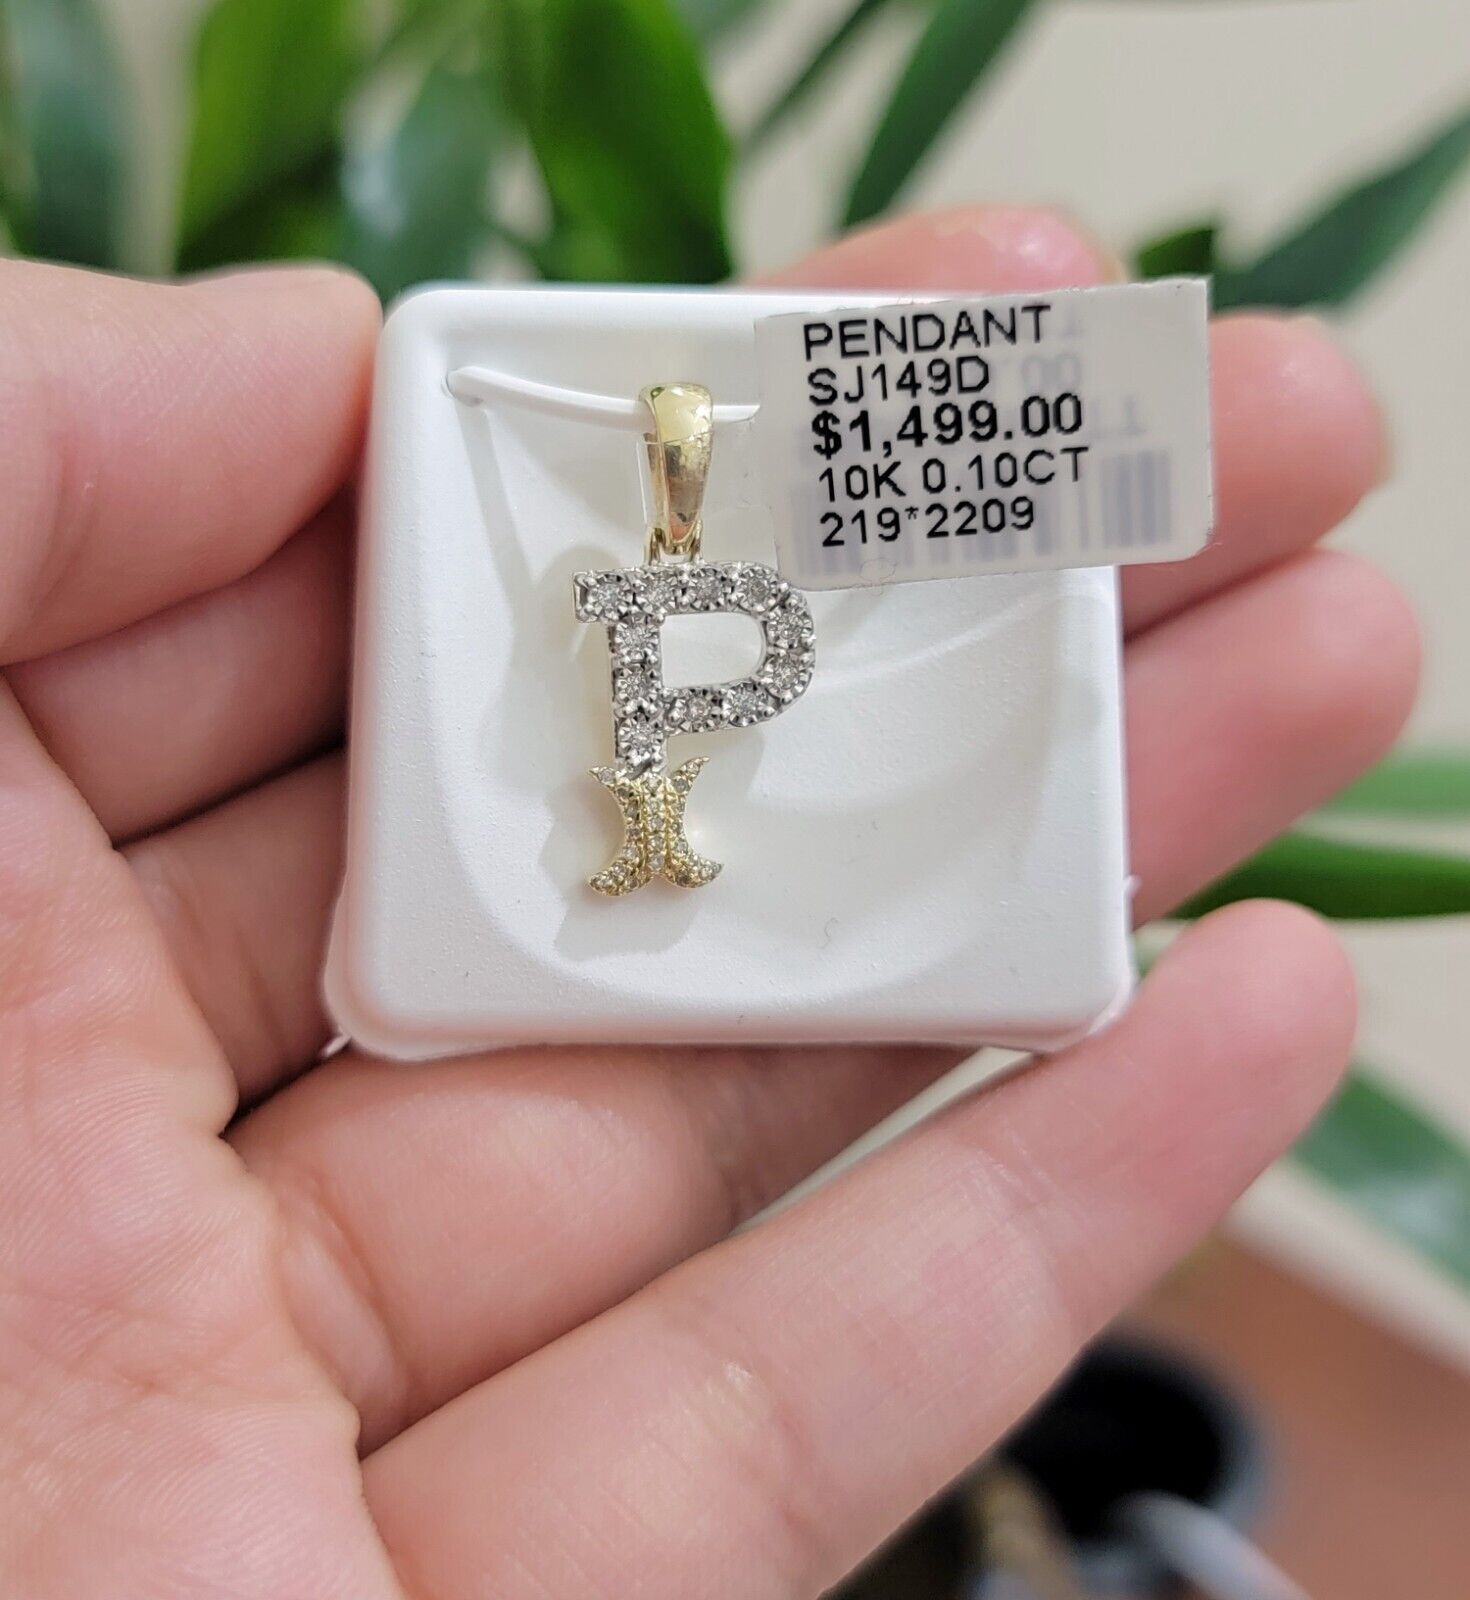 PENDANT
SJ149D
$1,499.00
10K 0.10CT
219*2209
P